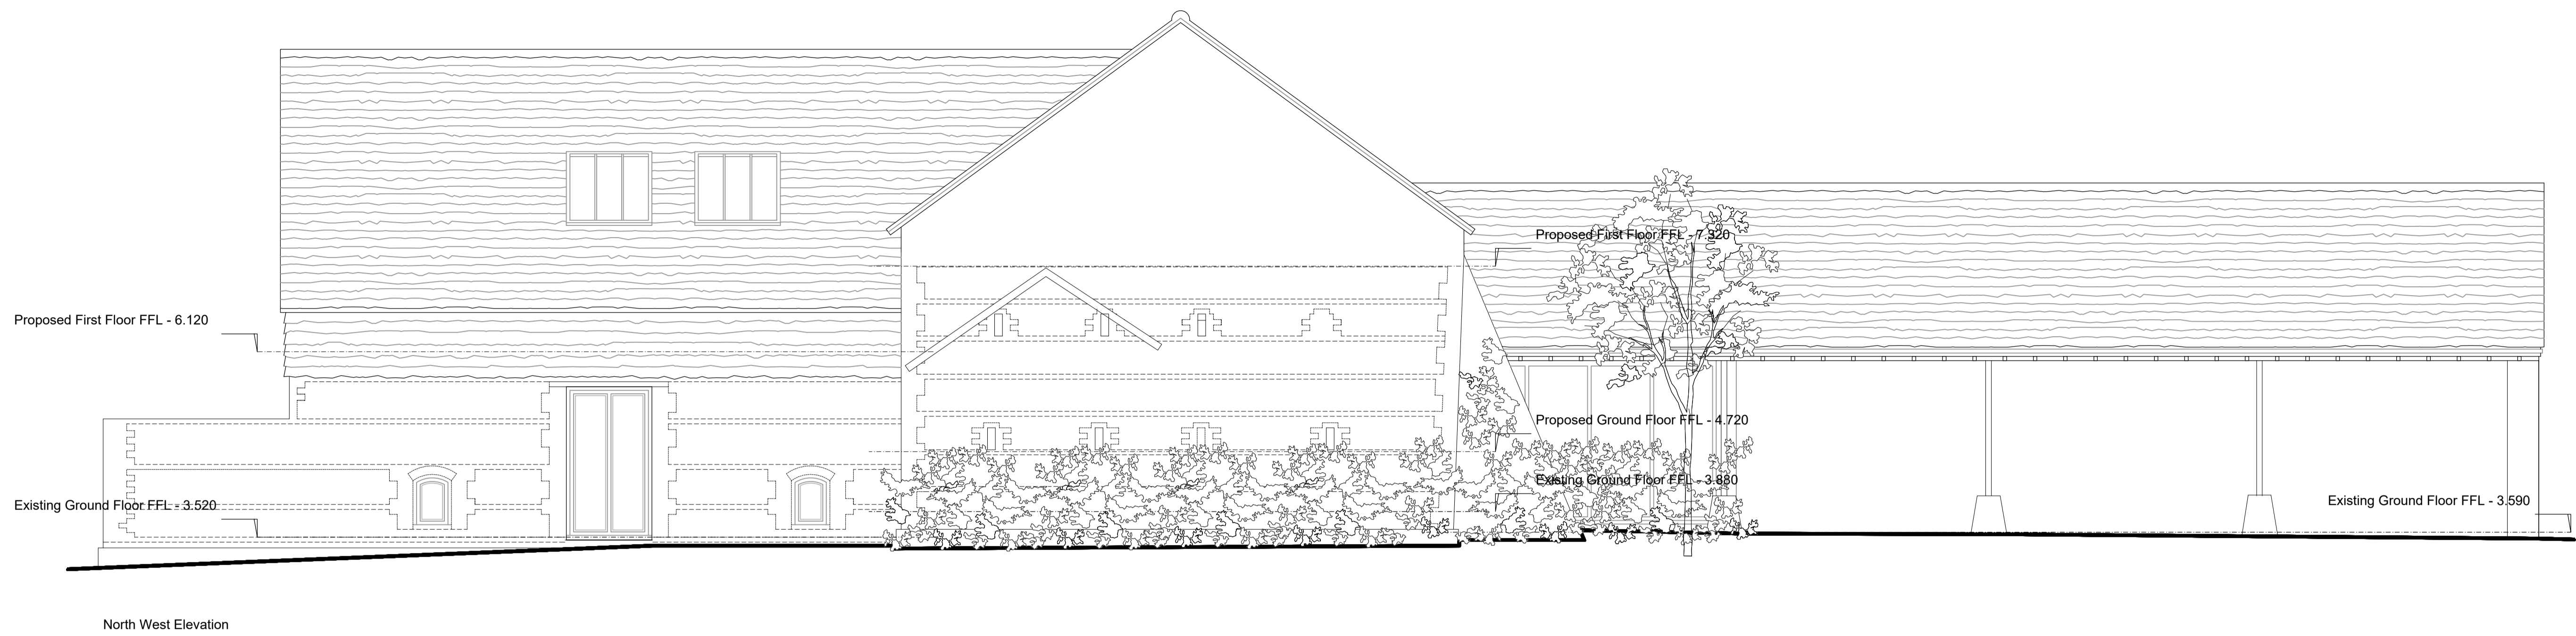 Proposed First Floor FFL - 7.320
Proposed First Floor FFL - 6.120
Proposed Ground Floor FFL - 4.720
Existing Ground Floor FFL - 3.880
Existing Ground Floor FFL - 3.520
Existing Ground Floor FFL - 3.590
North West Elevation